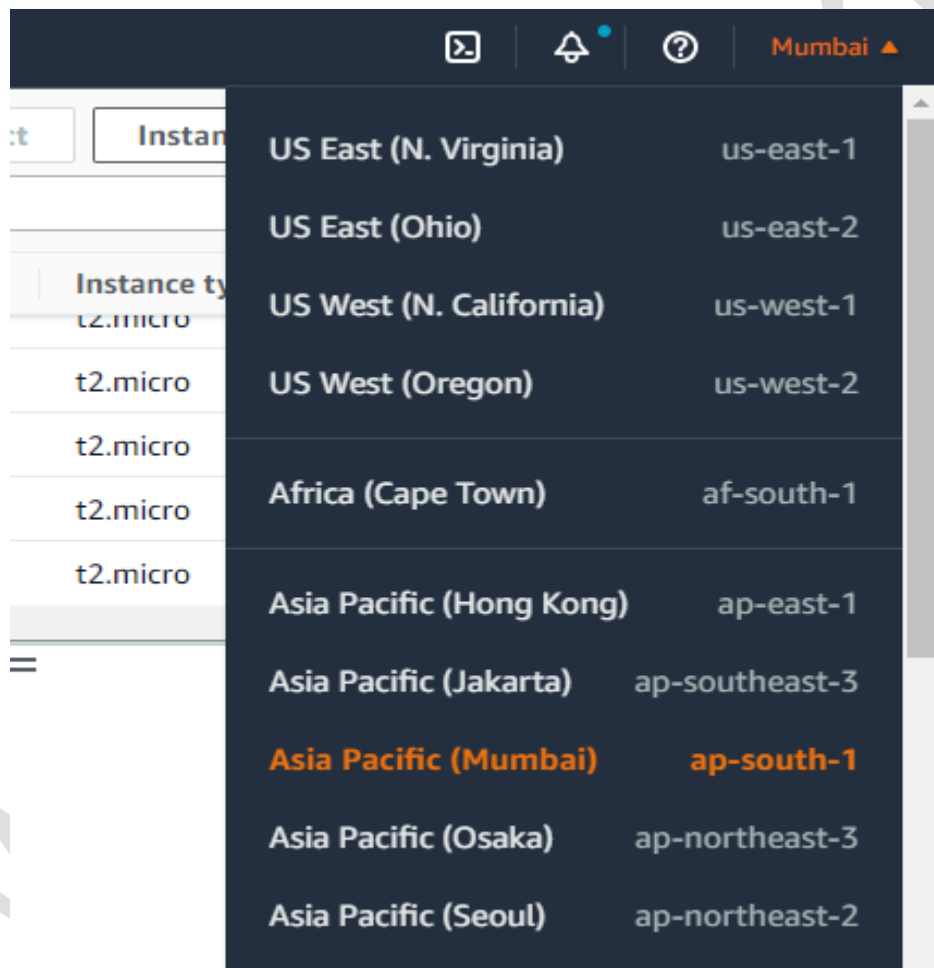 Mumbai
:t
Instan
US East (N. Virginia) us-east-1
US East (Ohio) us-east-2
Instance ty
US West (N. California) us-west-1
t2.micro
US West (Oregon) us-west-2
t2.micro
t2.micro
Africa (Cape Town) af-south-1
t2.micro
t2.micro
Asia Pacific (Hong Kong) ap-east-1
Asia Pacific (Jakarta) ap-southeast-3
Asia Pacific (Mumbai) ap-south-1
Asia Pacific (Osaka) ap-northeast-3
Asia Pacific (Seoul) ap-northeast-2